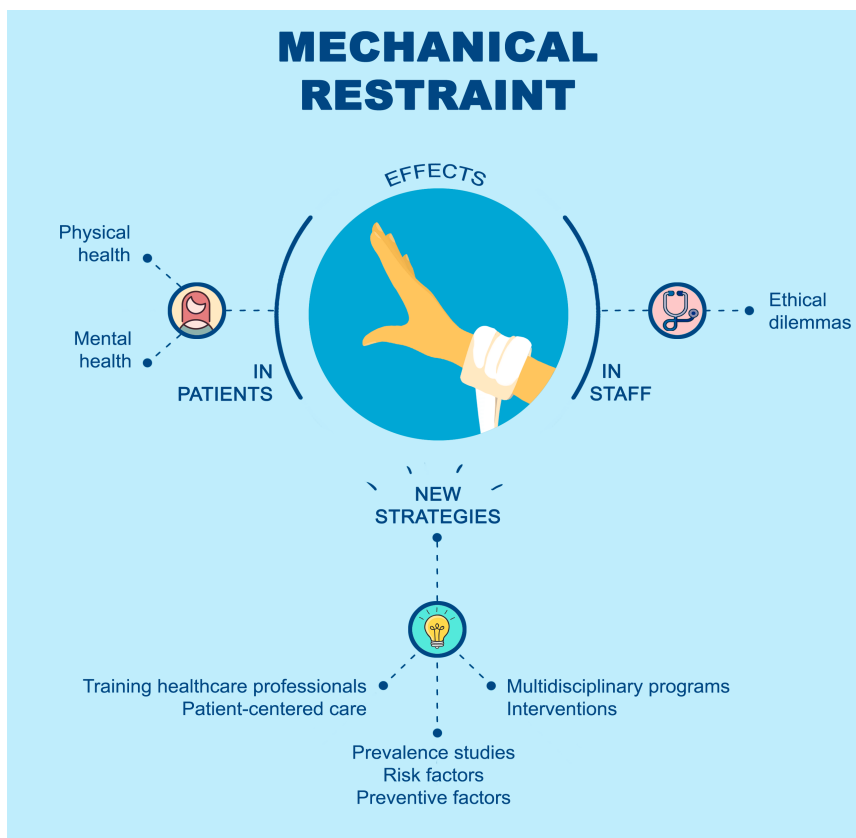 MECHANICAL
RESTRAINT
EFFECTS
Physical
health
Mental
health
IN
PATIENTS
IN
STAFF
Ethical
dilemmas
NEW
STRATEGIES
Training healthcare professionals
Patient-centered care
Multidisciplinary programs
Interventions
Prevalence studies
Risk factors
Preventive factors